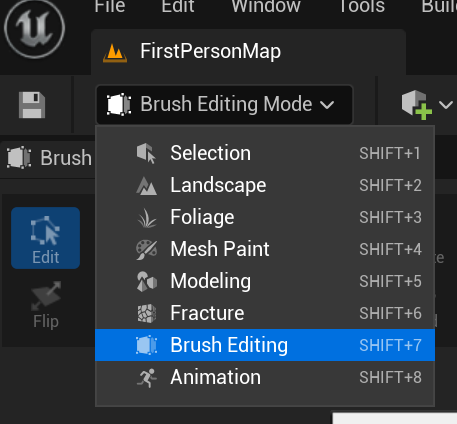 File Edit Window Tools
FirstPersonMap
Brush Editing Mode
Brush
Selection SHIFT+1
Landscape SHIFT+2
Foliage SHIFT+3
Mesh Paint SHIFT+4
Modeling SHIFT+5
Fracture SHIFT+6
Brush Editing SHIFT+7
Animation SHIFT+8
Edit
Flip